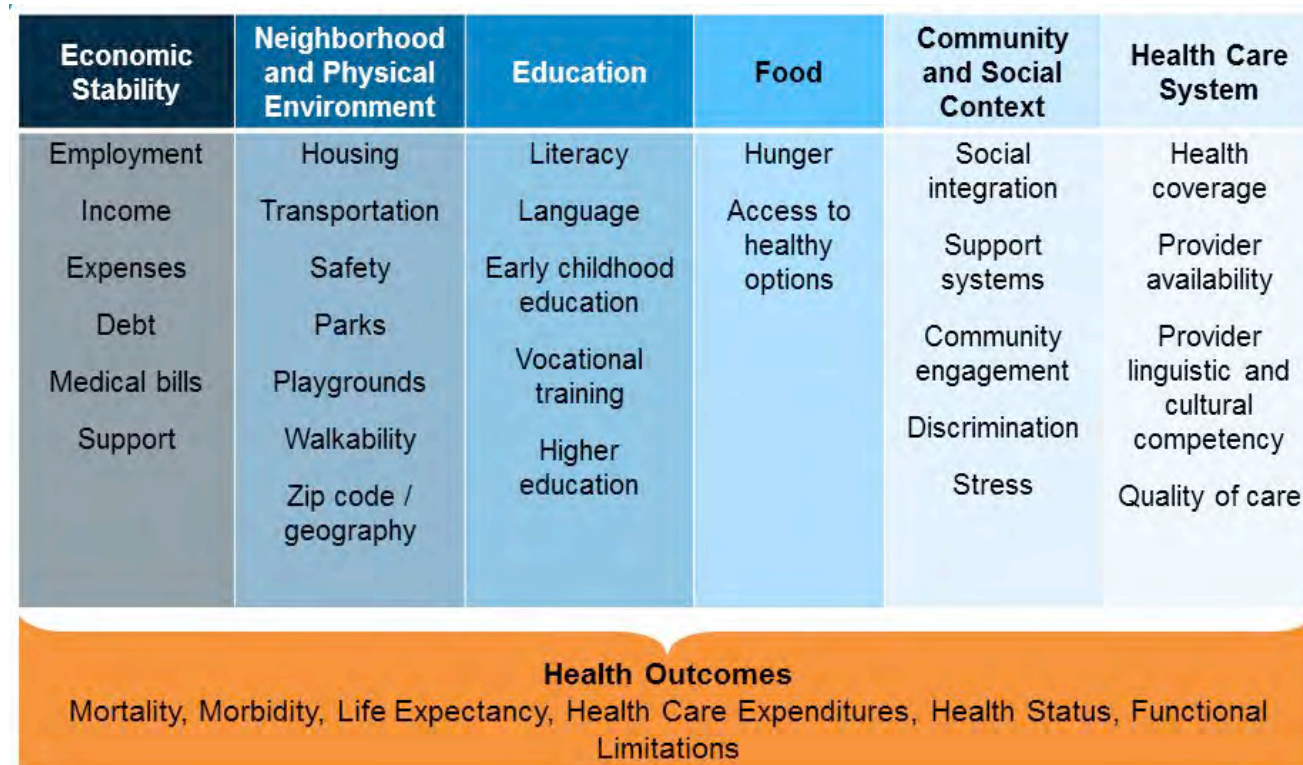 Economic
Stability
Neighborhood
and Physical
Environment
Education
Food
Community
and Social
Context
Health Care
System
Employment
Income
Expenses
Debt
Medical bills
Support
Housing
Transportation
Safety
Parks
Playgrounds
Walkability
Zip code /
geography
Literacy
Language
Early childhood
education
Vocational
training
Higher
education
Hunger
Access to
healthy
options
Social
integration
Support
systems
Community
engagement
Discrimination
Stress
Health
coverage
Provider
availability
Provider
linguistic and
cultural
competency
Quality of care
Health Outcomes
Mortality, Morbidity, Life Expectancy, Health Care Expenditures, Health Status, Functional
Limitations